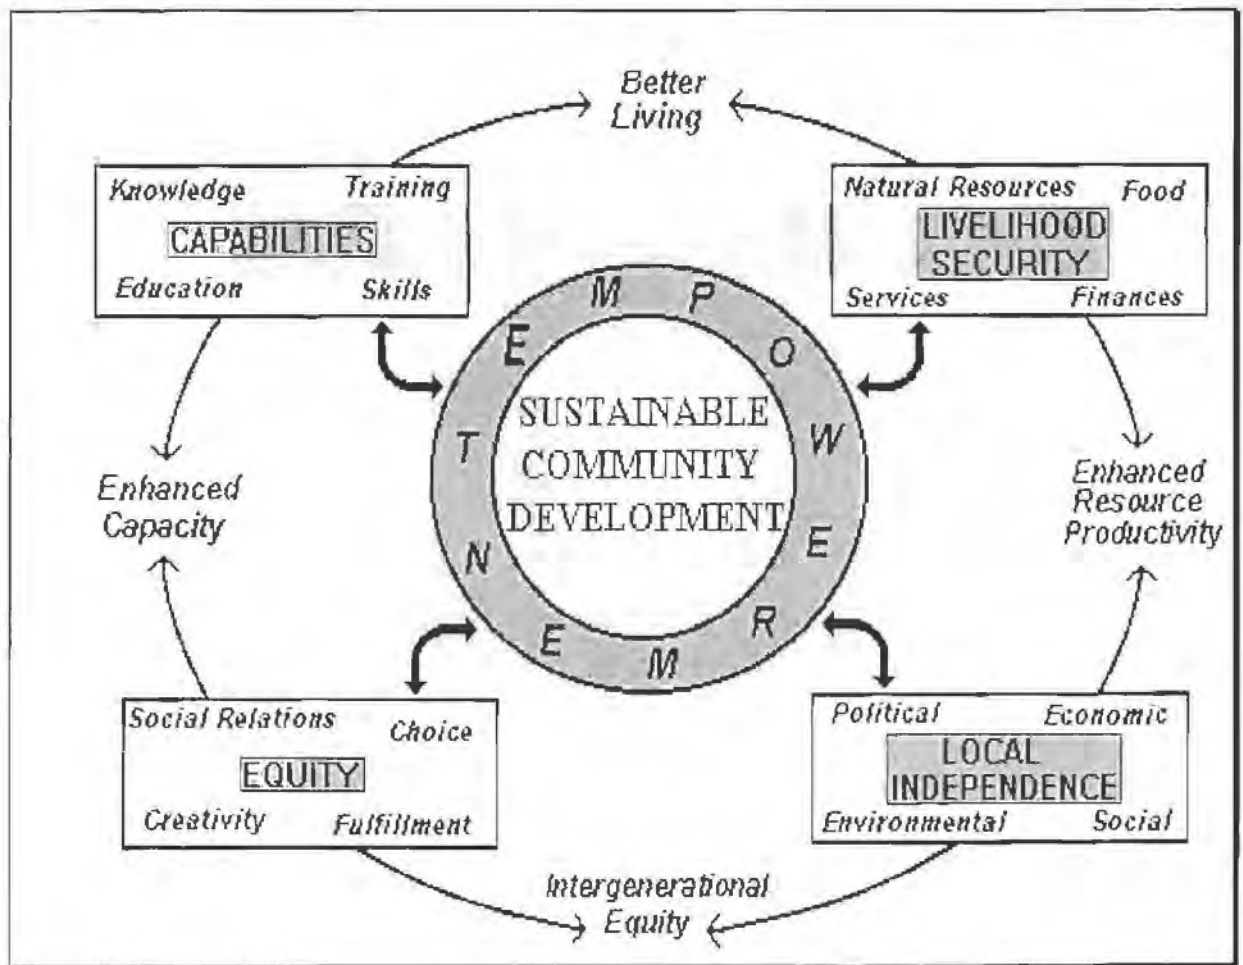 Better
Living
Knowledge Training
CAPABILITIES
Education Skills
Natural Resources Food
LIVELIHOOD
SECURITY
Services Finances
EMPOWERMENT
SUSTAINABLE
COMMUNITY
DEVELOPMENT
Enhanced
Capacity
Enhanced
Resource
Productivity
Social Relations Choice
EQUITY
Creativity Fulfillment
Political Economic
LOCAL
INDEPENDENCE
Environmental Social
Intergenerational
Equity